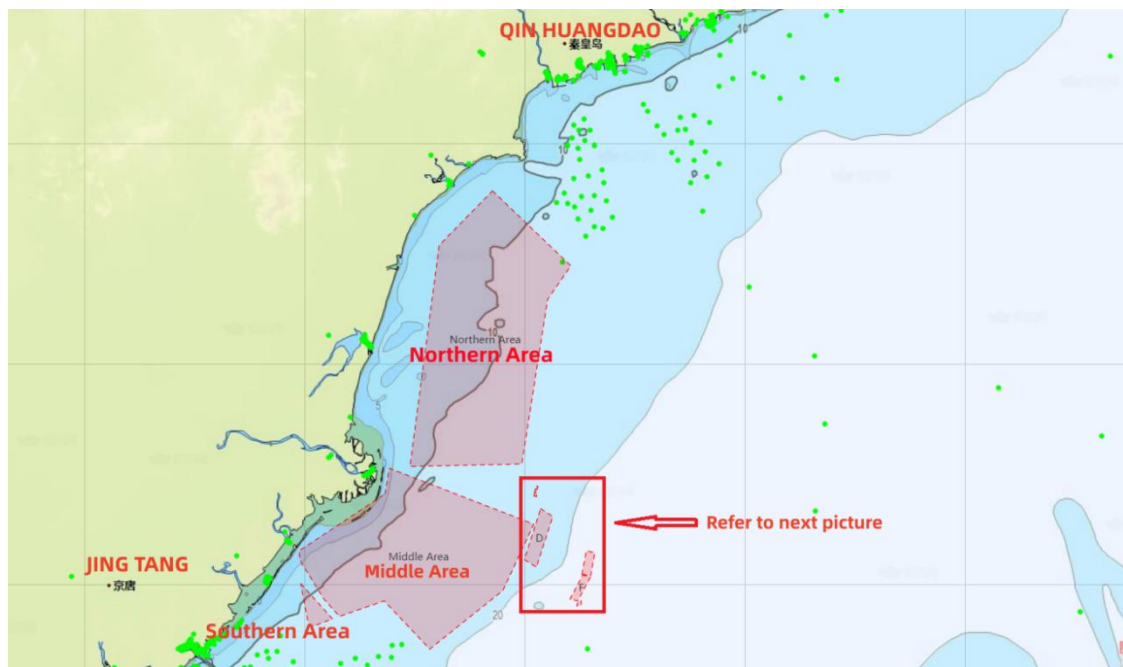 QIN HUANGDAO
秦皇岛
10
10
10
Northern Area
Northern Area
5
Refer to next picture
D
Middle Area
Middle Area
JING TANG
京唐
20
Southern Area